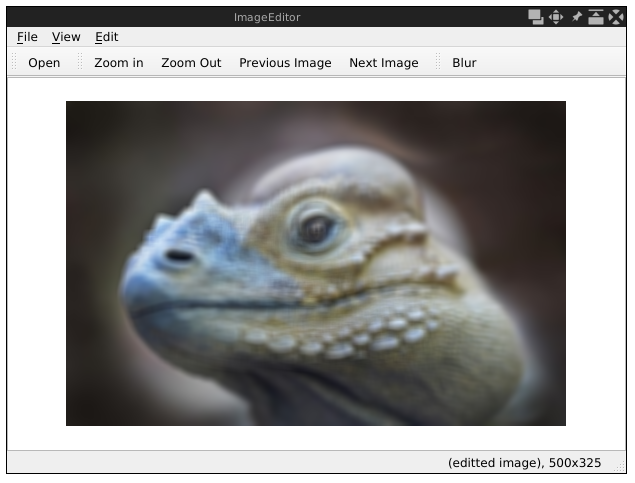 ImageEditor
File View Edit
Open Zoom in Zoom Out Previous Image Next Image Blur
(editted image), 500x325